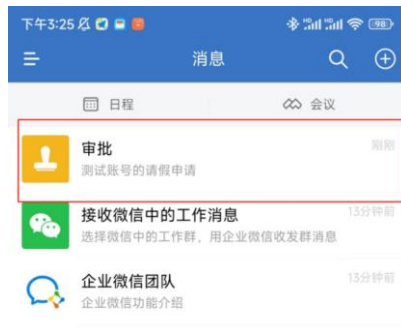 下午3:25 98
消息
日程 会议
审批 刚刚
测试账号的请假申请
接收微信中的工作消息 13分钟前
选择微信中的工作群，用企业微信收发群消息
企业微信团队 13分钟前
企业微信功能介绍